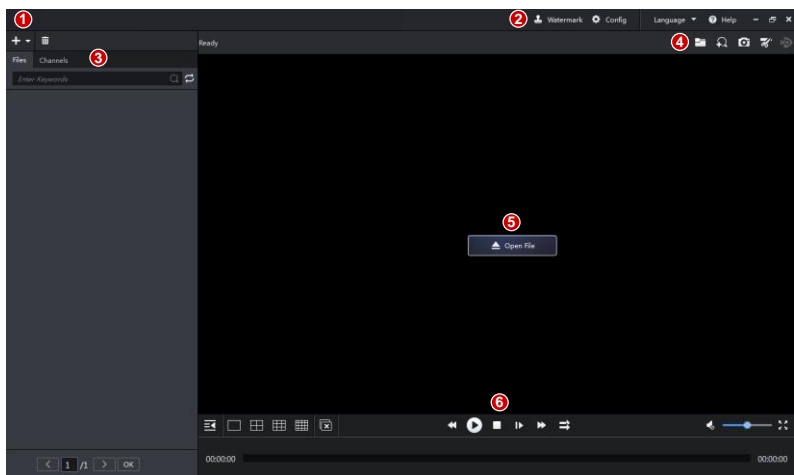 1
2 Watermark Config Language Help
Ready
3 4
Files Channels
Enter Keywords
5
Open File
6
00:00:00 00:00:00
1 /1 OK